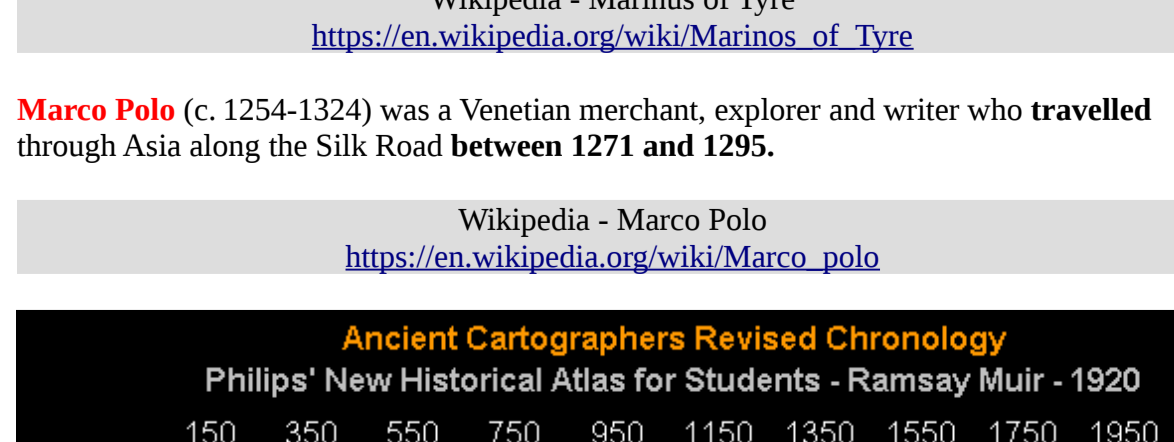 Wikipedia - Marinus of Tyre
https://en.wikipedia.org/wiki/Marinos_of_Tyre
Marco Polo (c. 1254-1324) was a Venetian merchant, explorer and writer who travelled
through Asia along the Silk Road between 1271 and 1295.
Wikipedia - Marco Polo
https://en.wikipedia.org/wiki/Marco_polo
Ancient Cartographers Revised Chronology
Philips' New Historical Atlas for Students - Ramsay Muir - 1920
150 350 550 750 950 1150 1350 1550 1750 1950